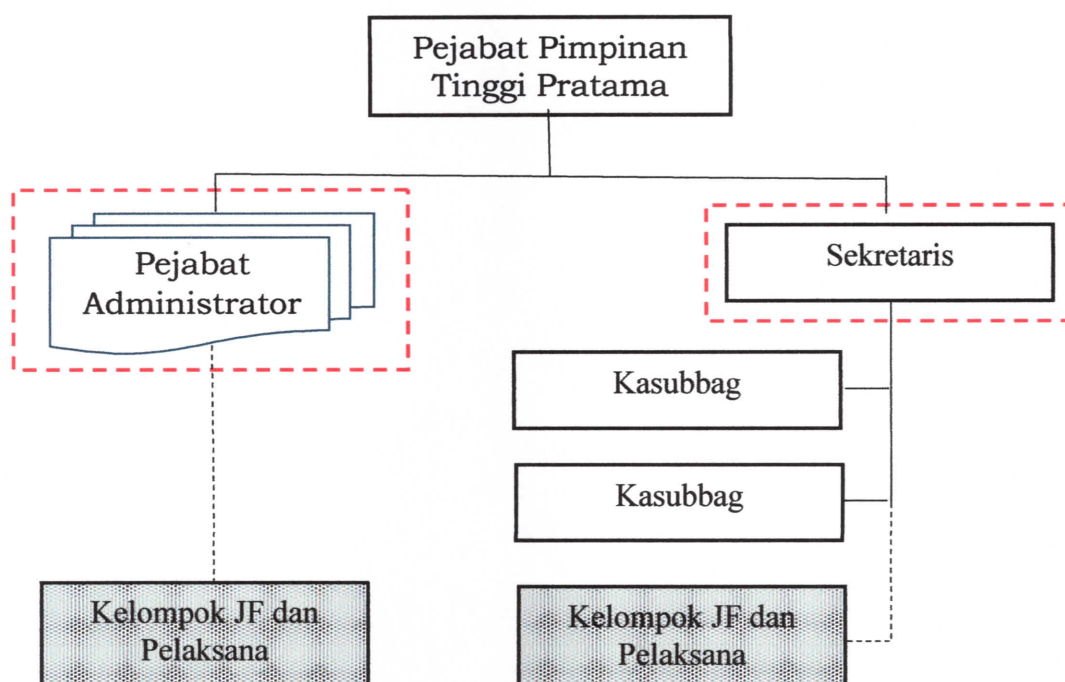 Pejabat Pimpinan
Tinggi Pratama
Pejabat
Administrator
Sekretaris
Kasubbag
Kasubbag
Kelompok JF dan
Pelaksana
Kelompok JF dan
Pelaksana